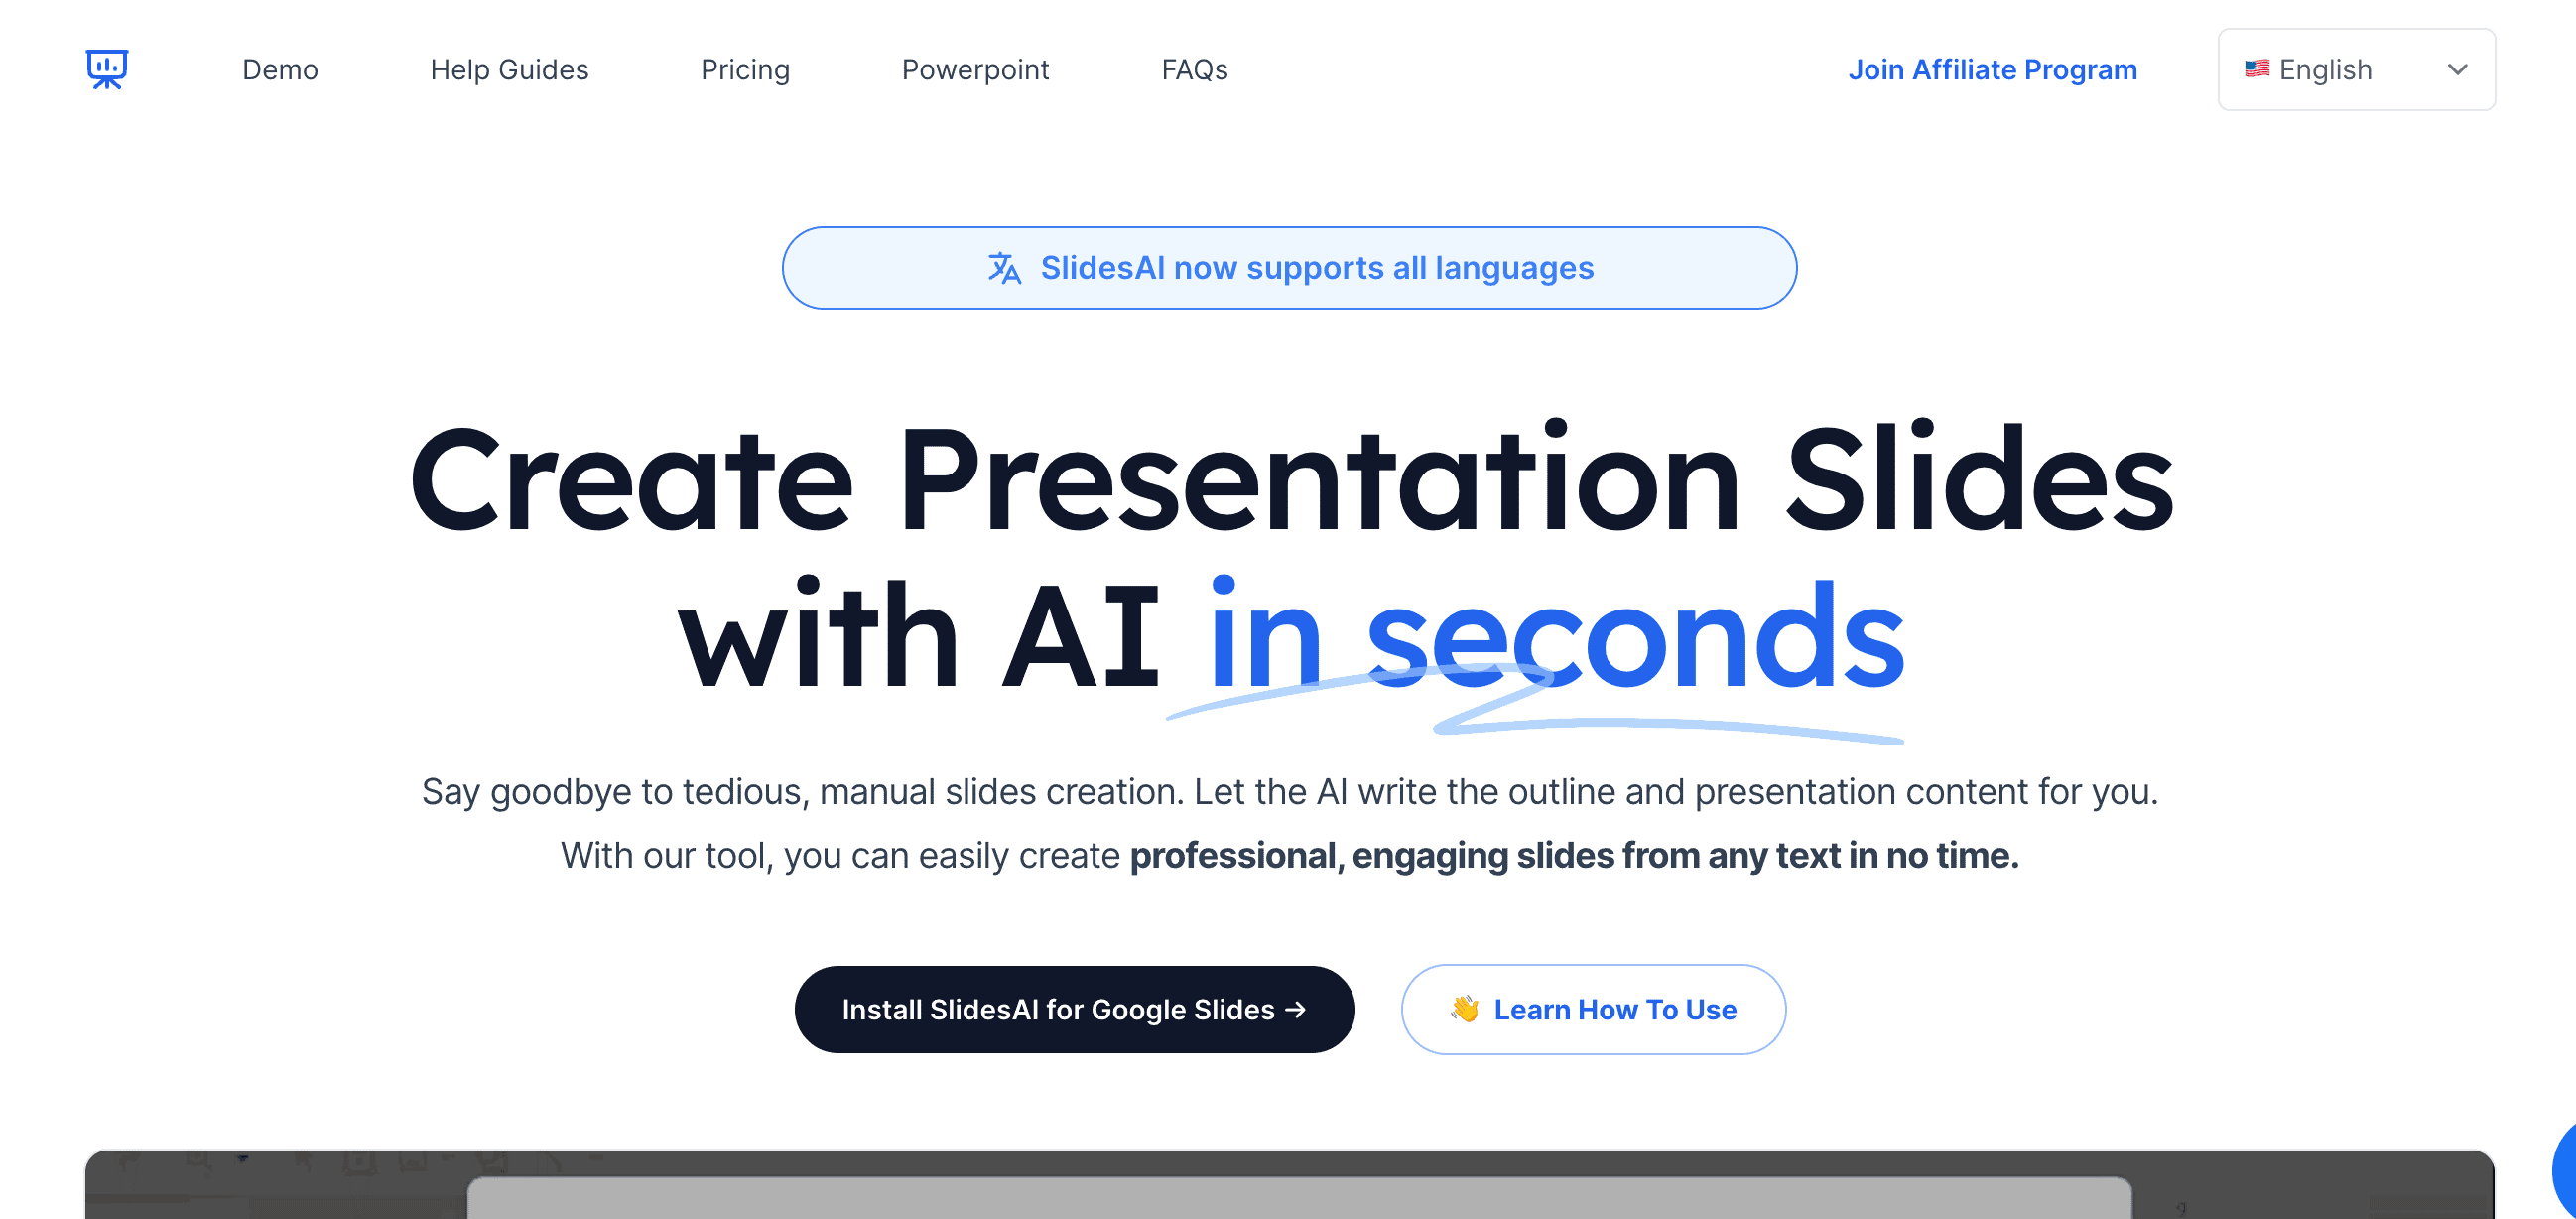 Demo
Help Guides
Pricing
Powerpoint
FAQs
Join Affiliate Program
English
SlidesAI now supports all languages
Create Presentation Slides
with AI in seconds
Say goodbye to tedious, manual slides creation. Let the AI write the outline and presentation content for you.
With our tool, you can easily create professional, engaging slides from any text in no time.
Install SlidesAI for Google Slides →
👋 Learn How To Use